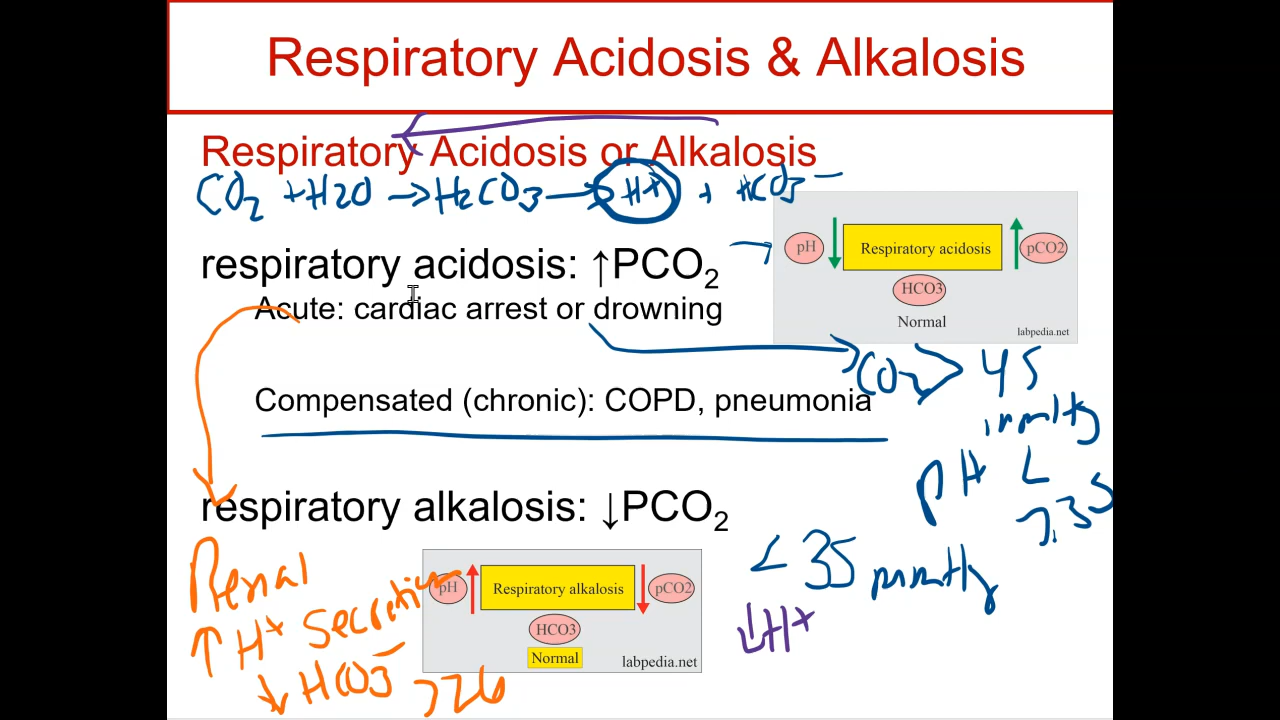 Respiratory Acidosis & Alkalosis
Respiratory Acidosis or Alkalosis
CO2 + H2O → H2CO3 → H+ + HCO3 −
respiratory acidosis: ↑PCO2
Acute: cardiac arrest or drowning
pH ↓ Respiratory acidosis ↑ pCO2
HCO3
Normal
labpedia.net
CO2 > 45
mmHg
Compensated (chronic): COPD, pneumonia
pH <
7.35
respiratory alkalosis: ↓PCO2
< 35 mmHg
↓H+
Renal
↑ H+ Secretion
↓ HCO3 − >26
pH ↑ Respiratory alkalosis ↓ pCO2
HCO3
Normal
labpedia.net